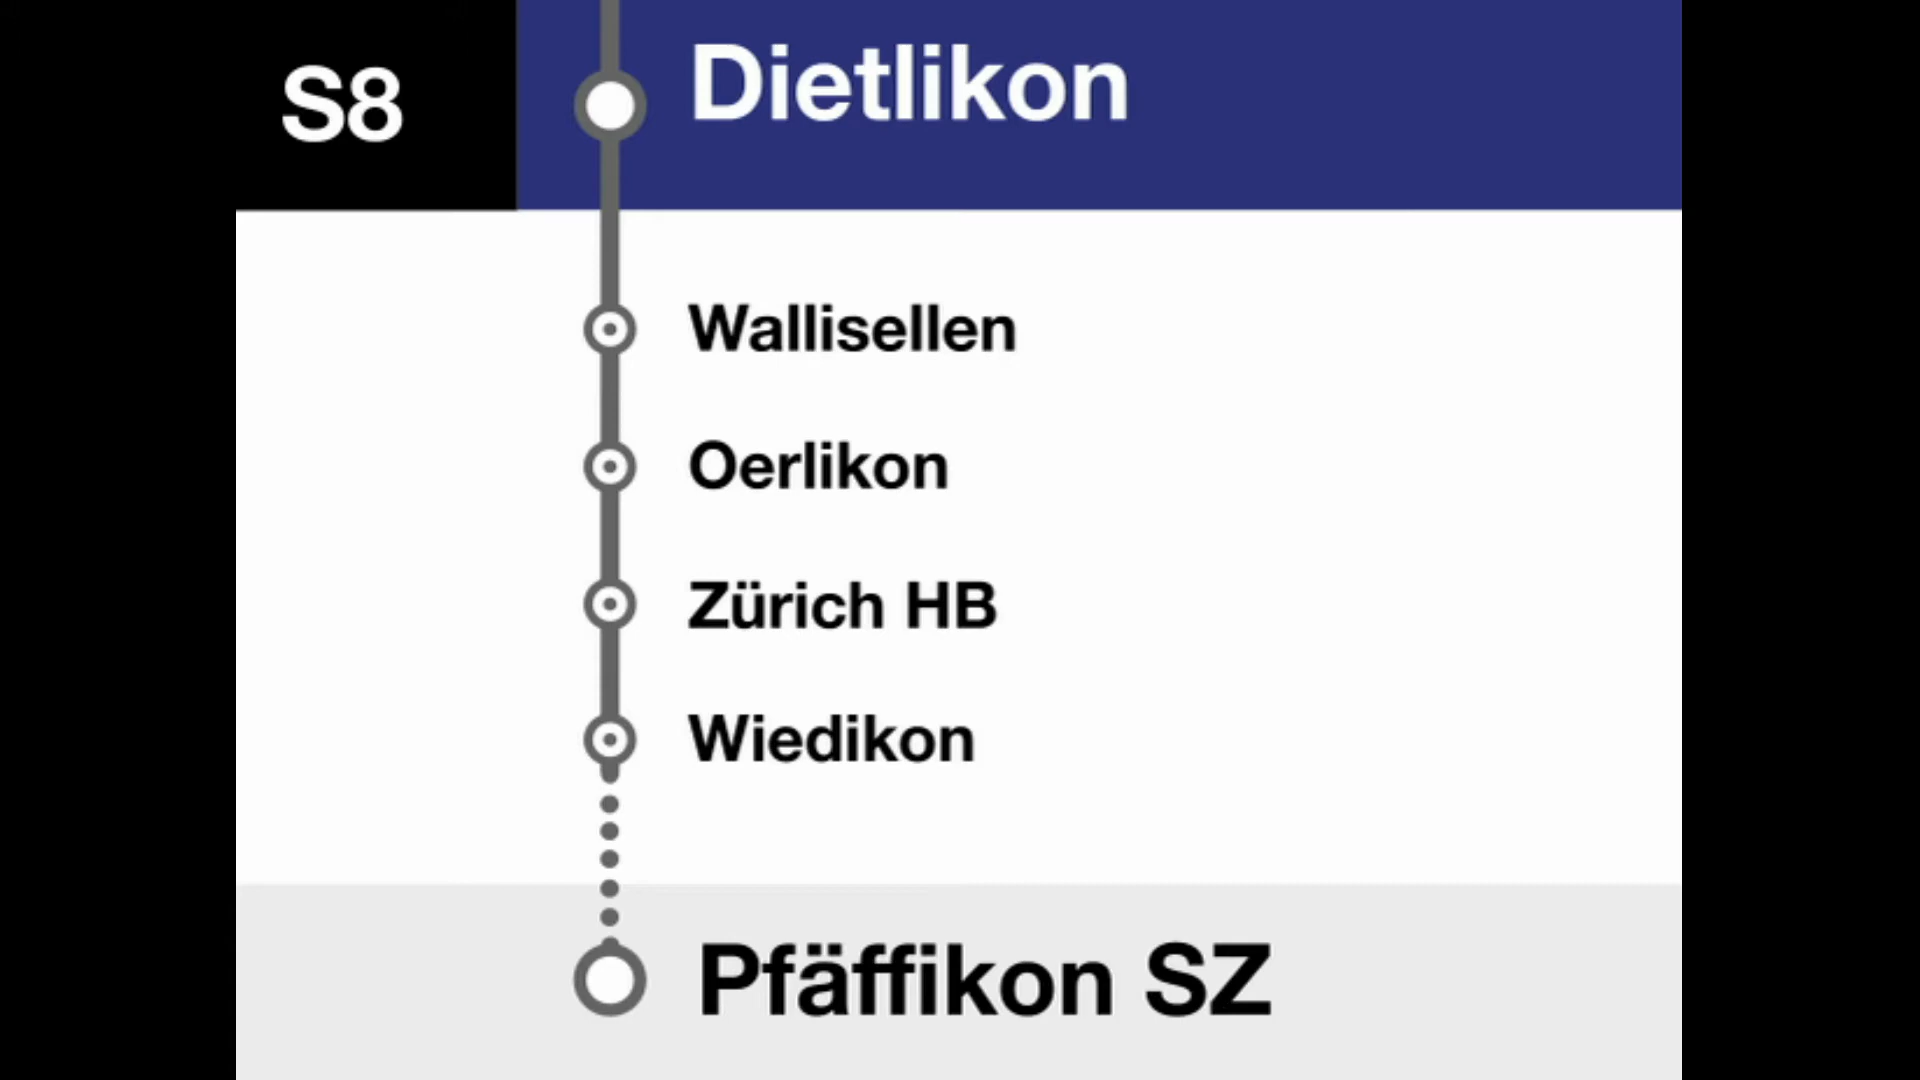 S8
Dietlikon
Wallisellen
Oerlikon
Zürich HB
Wiedikon
Pfäffikon SZ